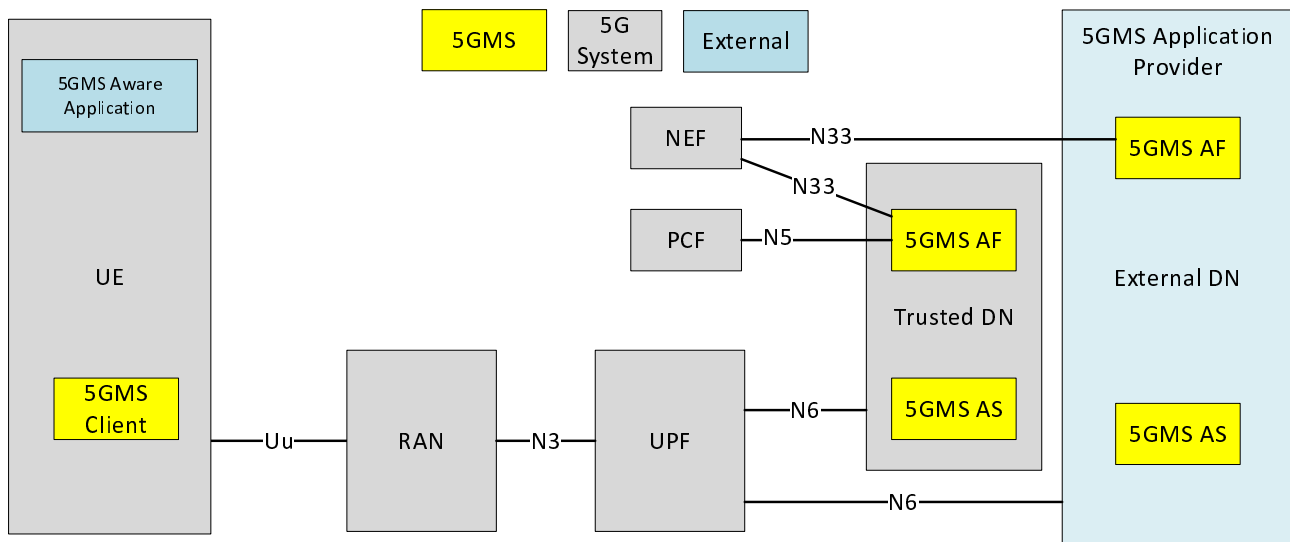 5GMS
5G
System
External
5GMS Application
Provider
5GMS Aware
Application
NEF
N33
5GMS AF
N33
PCF
N5
5GMS AF
UE
External DN
Trusted DN
5GMS
Client
5GMS AS
N6
5GMS AS
Uu
RAN
N3
UPF
N6